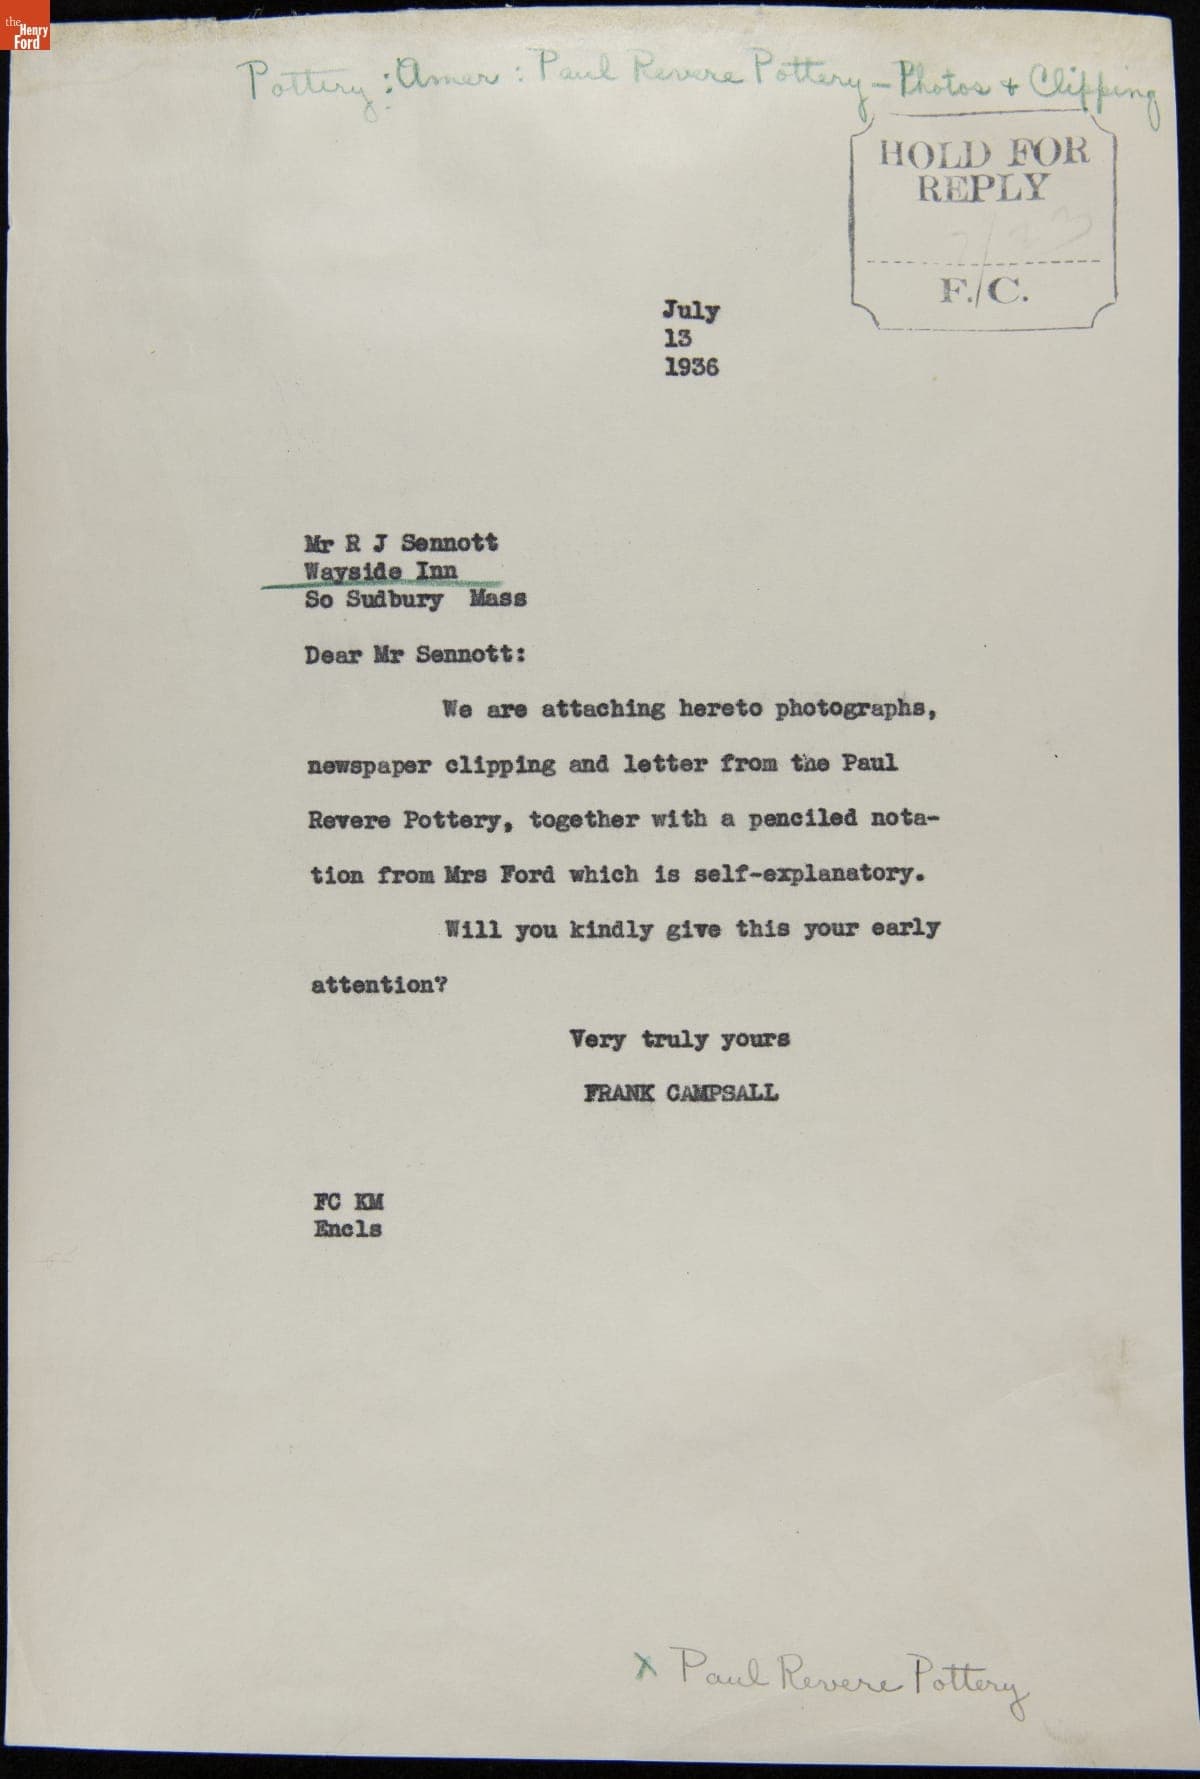 the
Henry
Ford
Pottery: Amer: Paul Revere Pottery - Photos + Clipping
HOLD FOR
REPLY
7/23
F. C.
July
13
1936
Mr R J Sennott
Wayside Inn
So Sudbury Mass
Dear Mr Sennott:
We are attaching hereto photographs,
newspaper clipping and letter from the Paul
Revere Pottery, together with a penciled nota-
tion from Mrs Ford which is self-explanatory.
Will you kindly give this your early
attention?
Very truly yours
FRANK CAMPSALL
FC KM
Encls
x Paul Revere Pottery